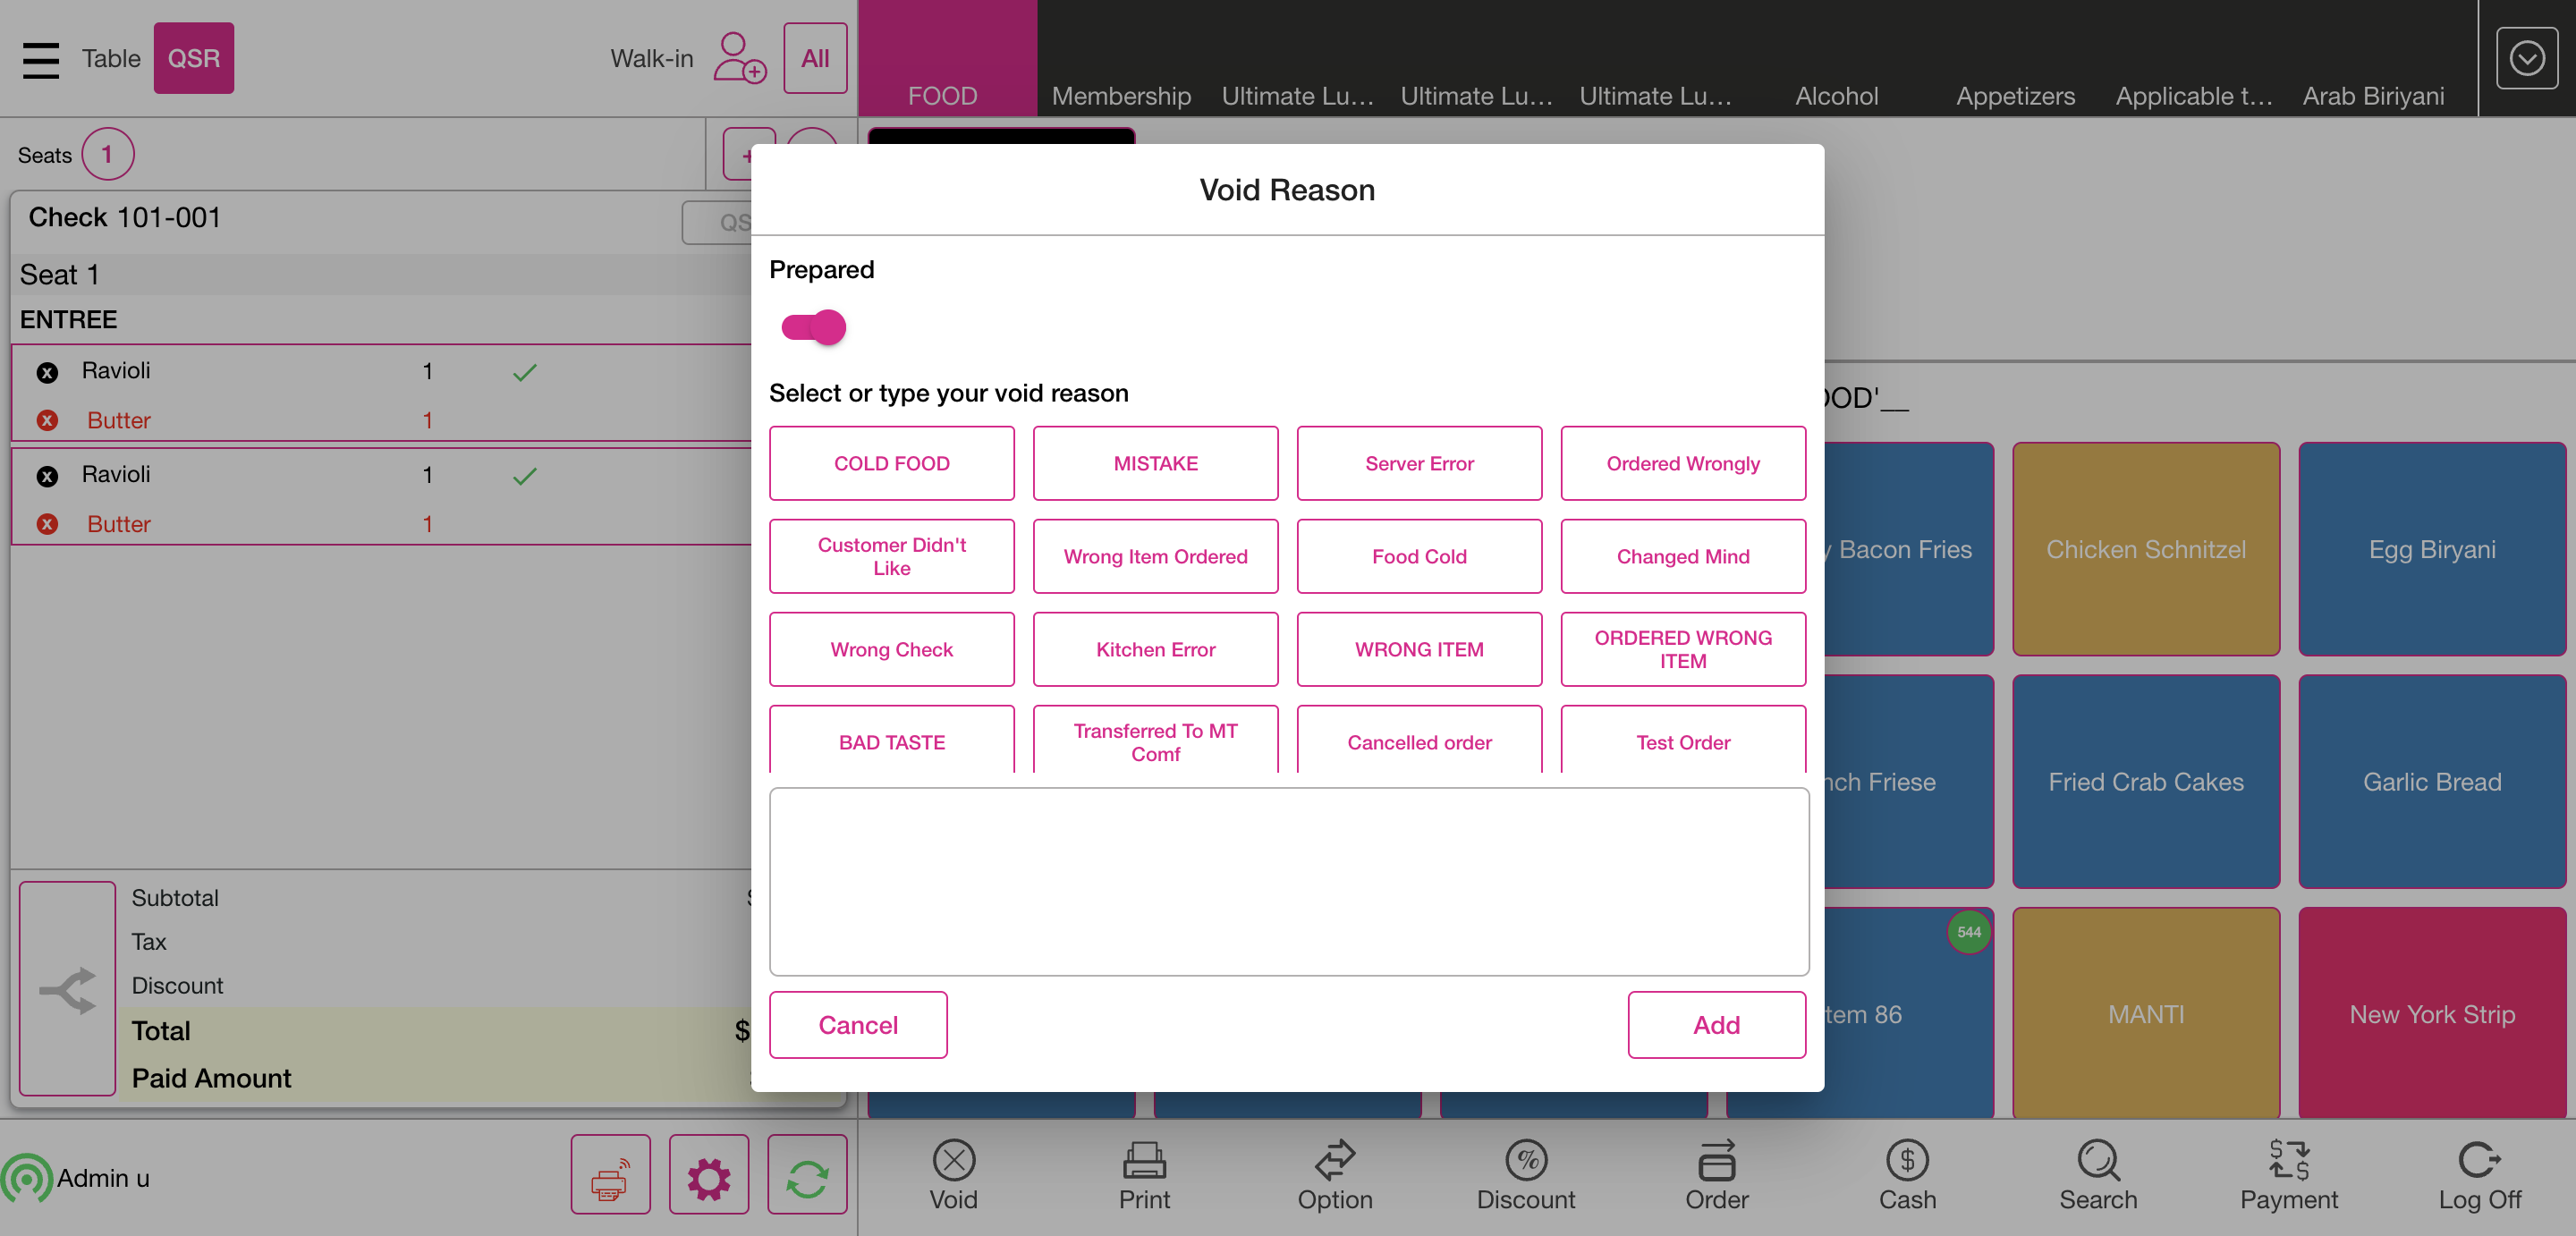 Table
QSR
Walk-in
All
FOOD
Membership
Ultimate Lu...
Ultimate Lu...
Ultimate Lu...
Alcohol
Appetizers
Applicable t...
Arab Biriyani
Seats
1
Check 101-001
Seat 1
ENTREE
Ravioli 1
Butter 1
Ravioli 1
Butter 1
Subtotal
Tax
Discount
Total $
Paid Amount
Void Reason
Prepared
Select or type your void reason
COLD FOOD
MISTAKE
Server Error
Ordered Wrongly
Customer Didn't
Like
Wrong Item Ordered
Food Cold
Changed Mind
Wrong Check
Kitchen Error
WRONG ITEM
ORDERED WRONG
ITEM
BAD TASTE
Transferred To MT
Comf
Cancelled order
Test Order
Cancel
Add
OOD'__
Bacon Fries
Chicken Schnitzel
Egg Biryani
Friese
Fried Crab Cakes
Garlic Bread
544
86
MANTI
New York Strip
Admin u
Void
Print
Option
Discount
Order
Cash
Search
Payment
Log Off